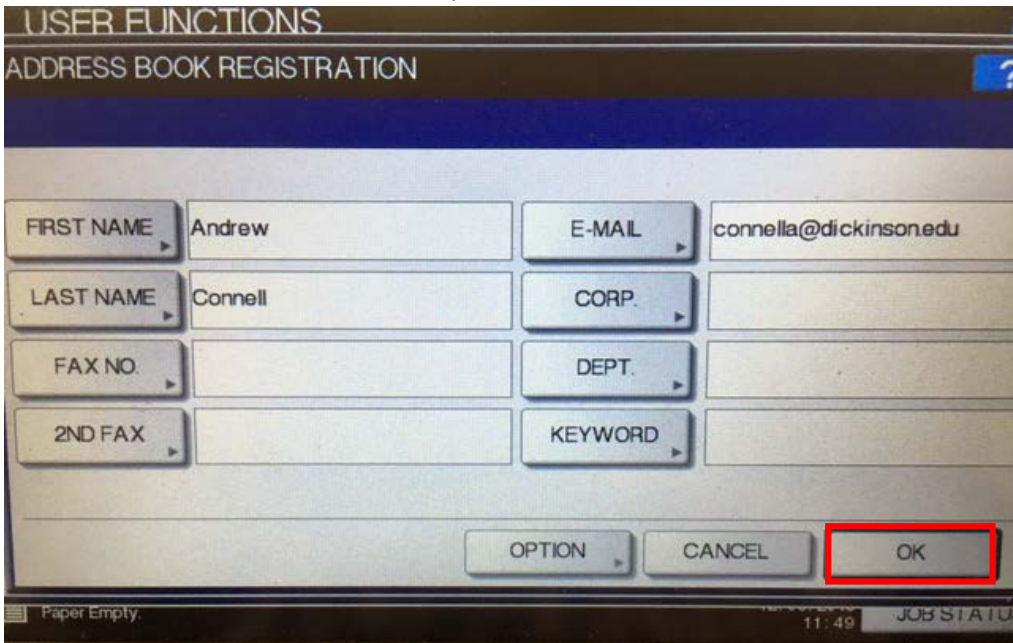 USER FUNCTIONS
ADDRESS BOOK REGISTRATION
?
FIRST NAME Andrew E-MAIL connella@dickinson.edu
LAST NAME Connell CORP.
FAX NO. DEPT.
2ND FAX KEYWORD
OPTION CANCEL OK
Paper Empty.
11:49 JOB STATU